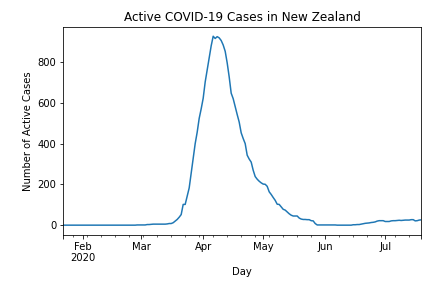 Active COVID-19 Cases in New Zealand
Number of Active Cases
800
600
400
200
0
Feb Mar Apr May Jun Jul
2020
Day